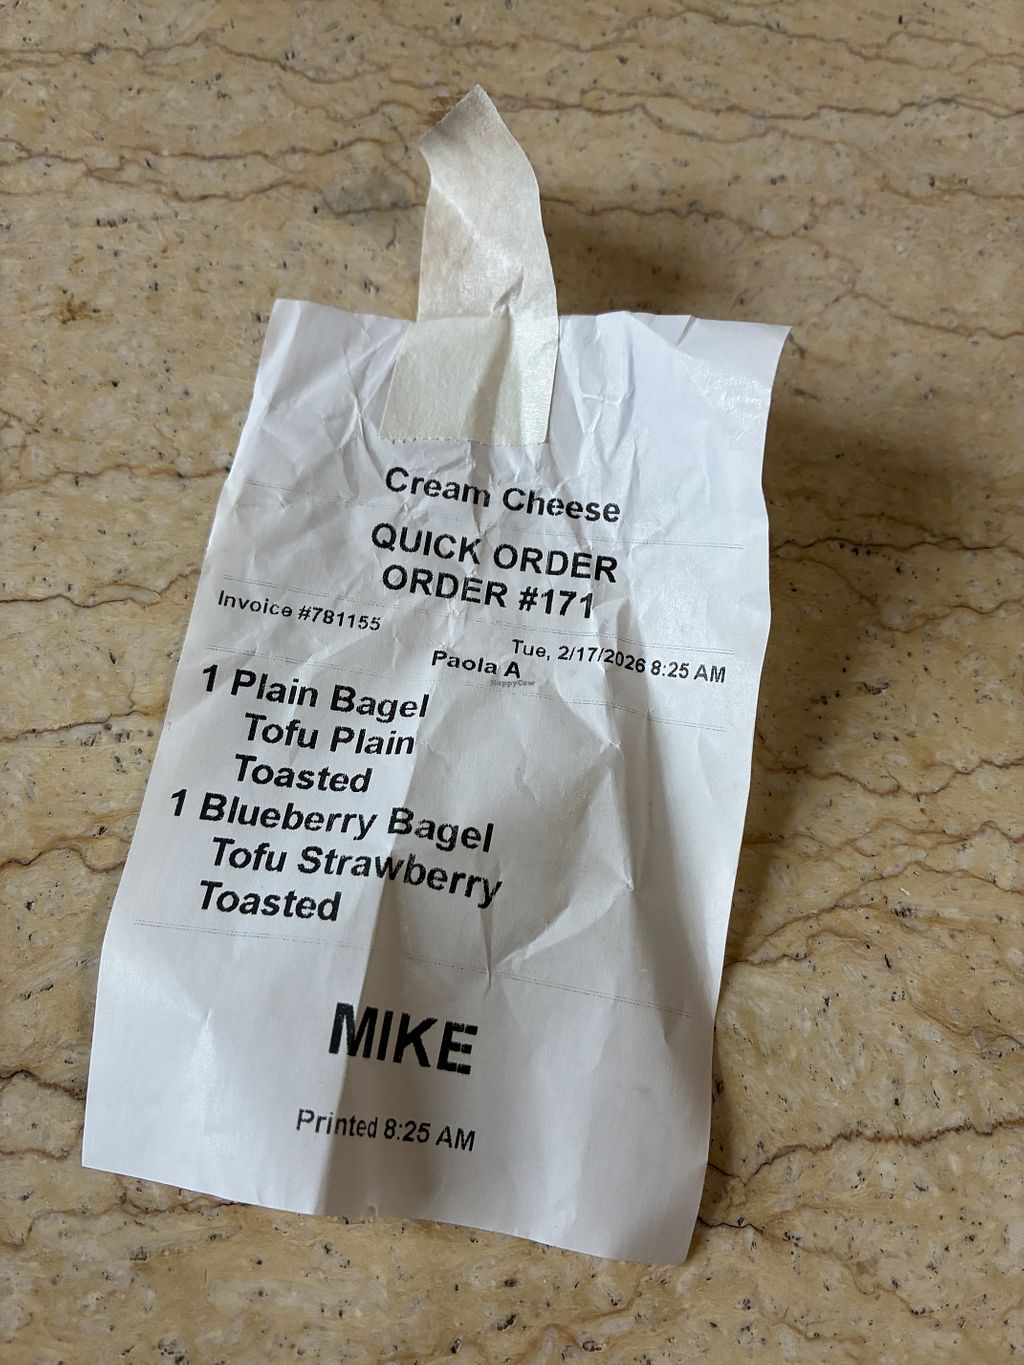 Cream Cheese
QUICK ORDER
ORDER #171
Invoice #781155
Tue, 2/17/2026 8:25 AM
Paola A
HappyCow
1 Plain Bagel
Tofu Plain
Toasted
1 Blueberry Bagel
Tofu Strawberry
Toasted
MIKE
Printed 8:25 AM